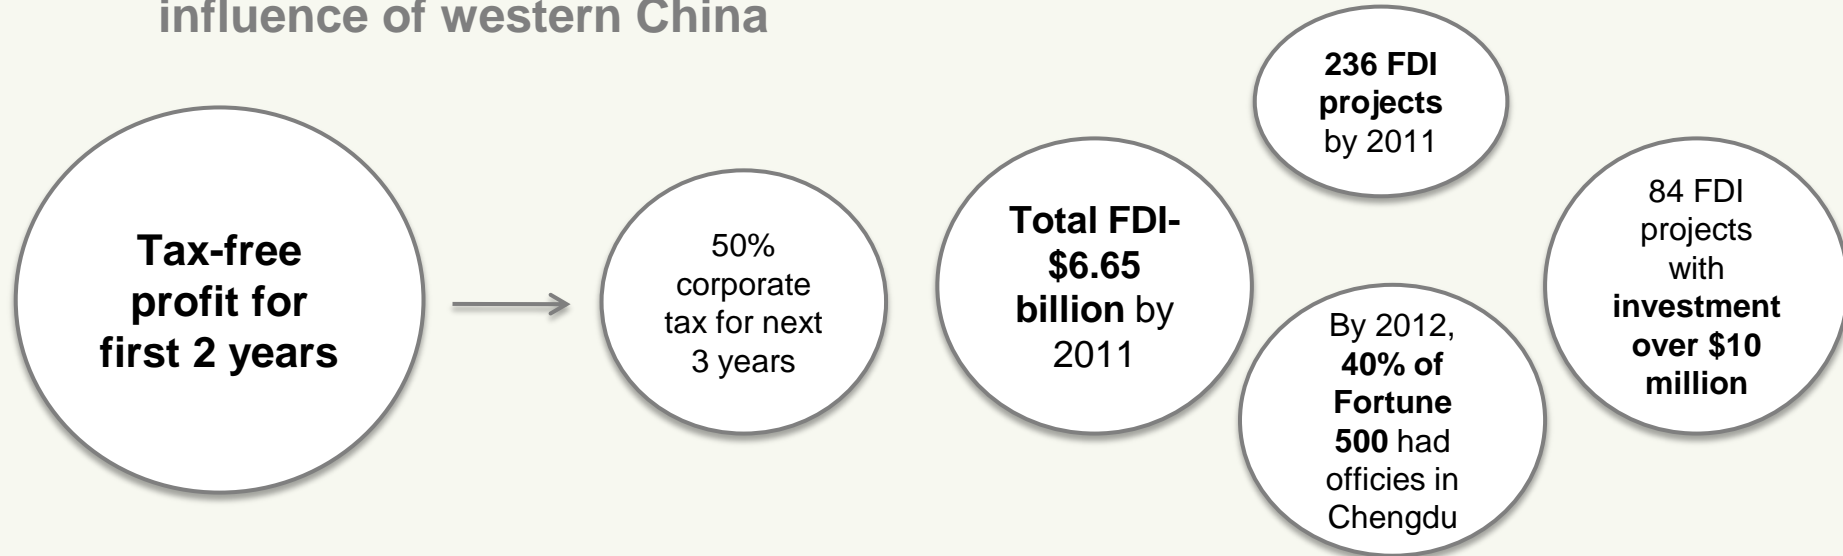 influence of western China
Tax-free
profit for
first 2 years
50%
corporate
tax for next
3 years
Total FDI-
$6.65
billion by
2011
236 FDI
projects
by 2011
By 2012,
40% of
Fortune
500 had
officies in
Chengdu
84 FDI
projects
with
investment
over $10
million